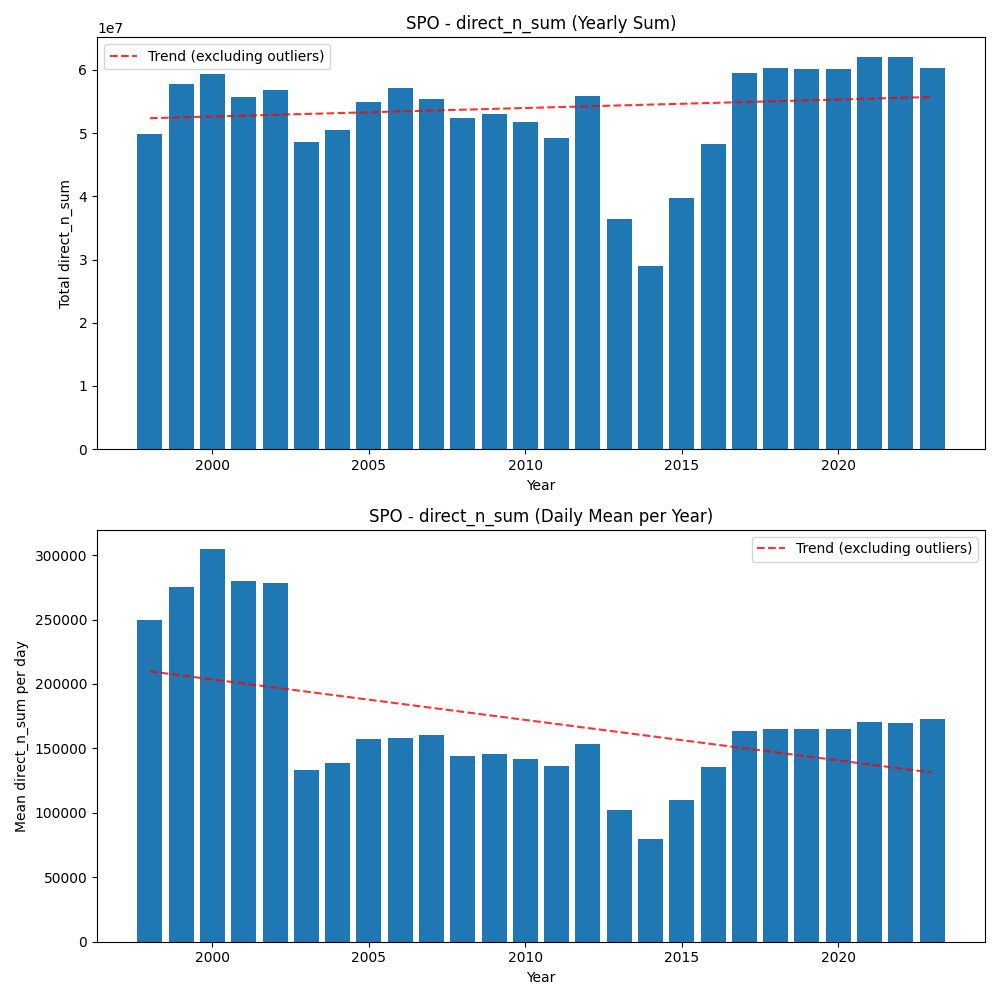 SPO - direct_n_sum (Yearly Sum)
1e7
Trend (excluding outliers)
6
5
4
3
2
1
0
Total direct_n_sum
2000 2005 2010 2015 2020
Year
SPO - direct_n_sum (Daily Mean per Year)
Trend (excluding outliers)
300000
250000
200000
150000
100000
50000
0
Mean direct_n_sum per day
2000 2005 2010 2015 2020
Year